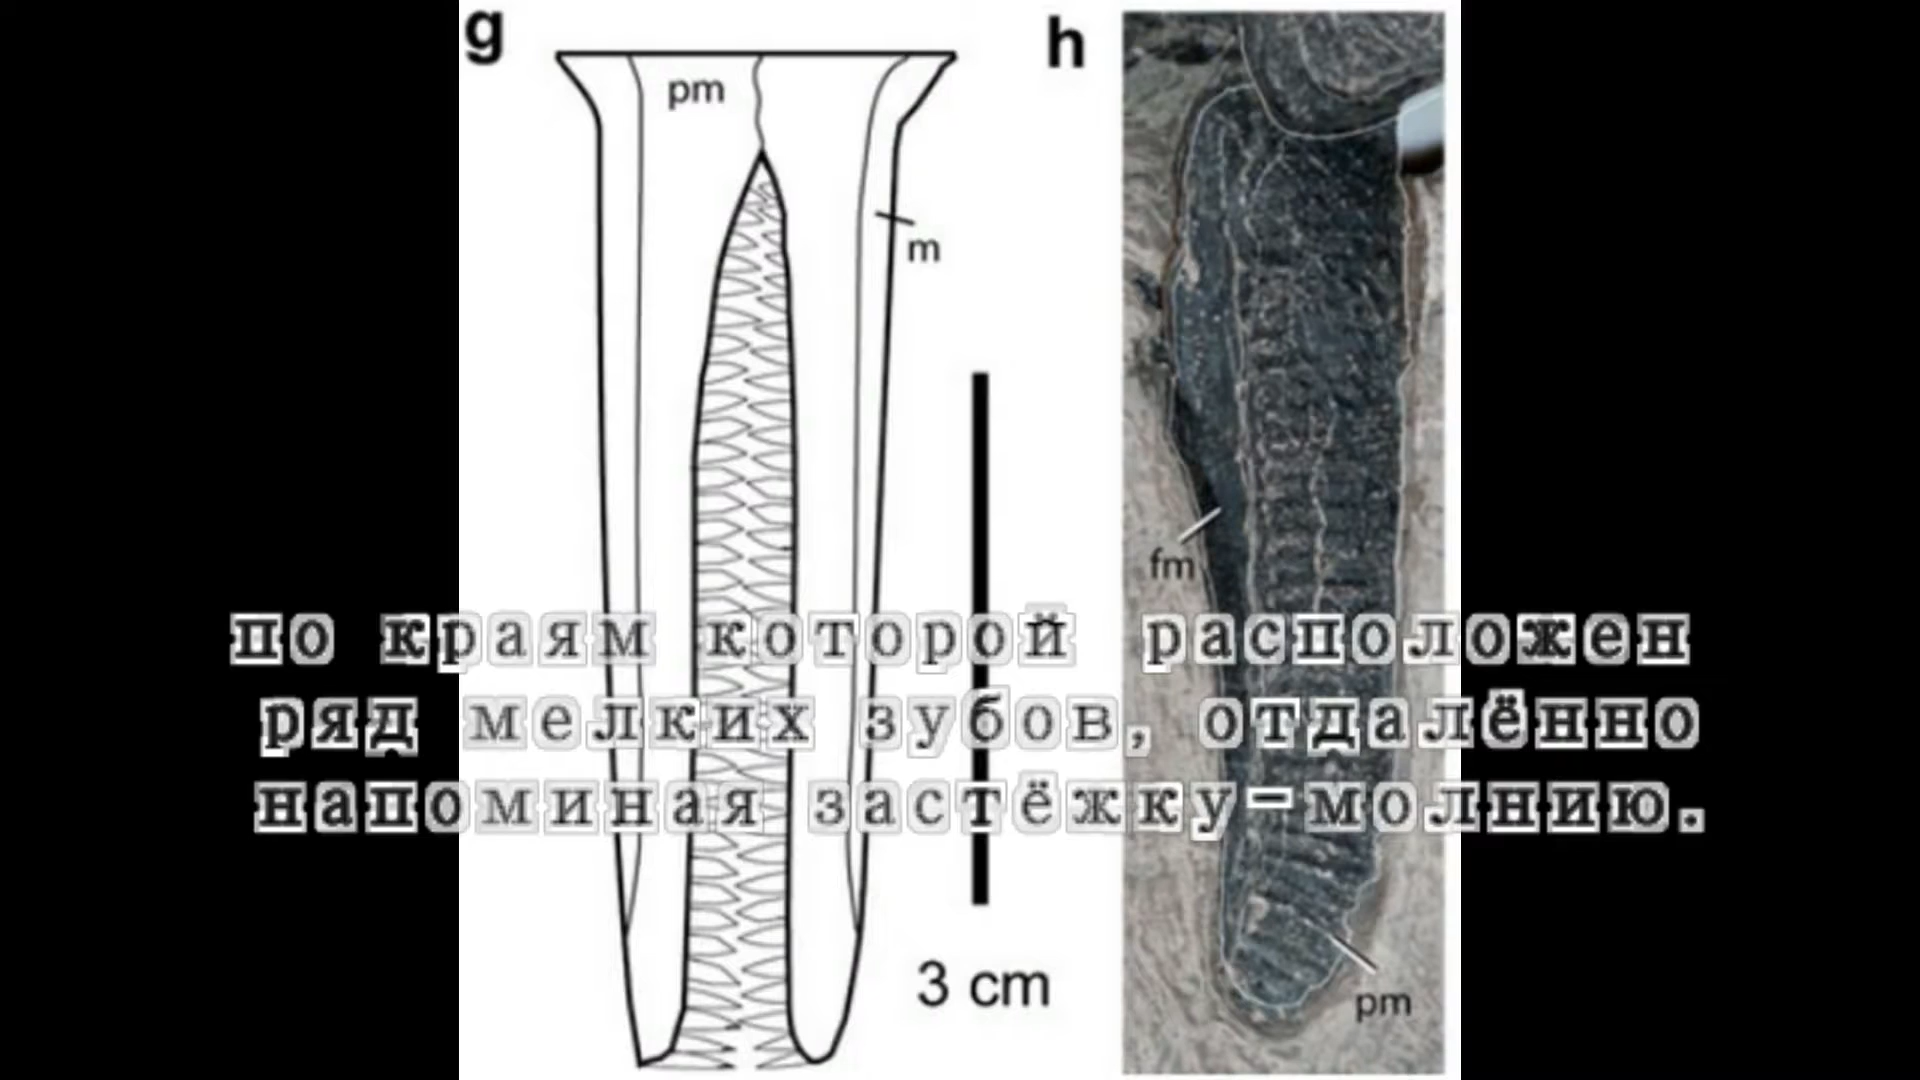 g
h
pm
m
fm
по краям которой расположен
ряд мелких зубов, отдалённо
напоминая застёжку-молнию.
3 cm
pm